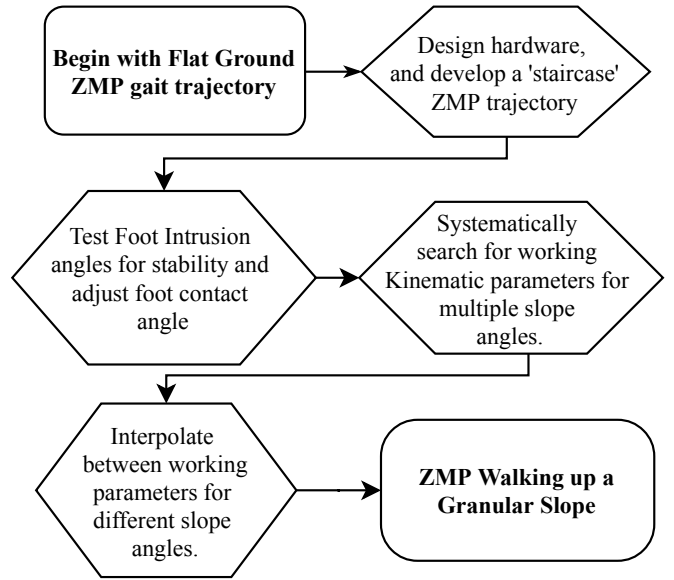 Begin with Flat Ground
ZMP gait trajectory
Design hardware,
and develop a 'staircase'
ZMP trajectory
Test Foot Intrusion
angles for stability and
adjust foot contact
angle
Systematically
search for working
Kinematic parameters for
multiple slope
angles.
Interpolate
between working
parameters for
different slope
angles.
ZMP Walking up a
Granular Slope